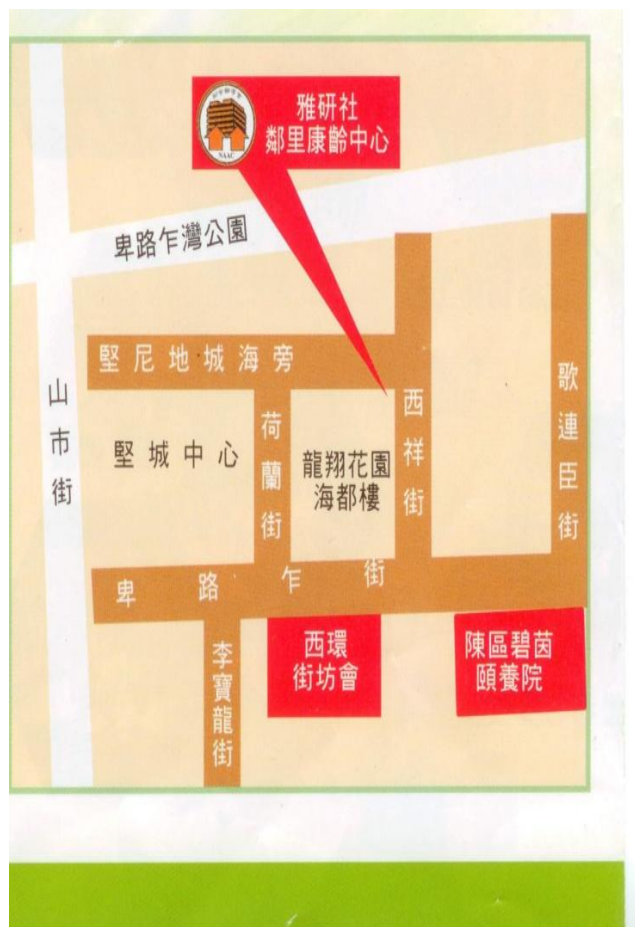 雅研社
鄰里康齡中心
NAAC
卑路乍灣公園
堅尼地城海旁
山市街
堅城中心
荷蘭街
龍翔花園
海都樓
西祥街
歌連臣街
卑路乍街
李寶龍街
西環
街坊會
陳區碧茵
頤養院